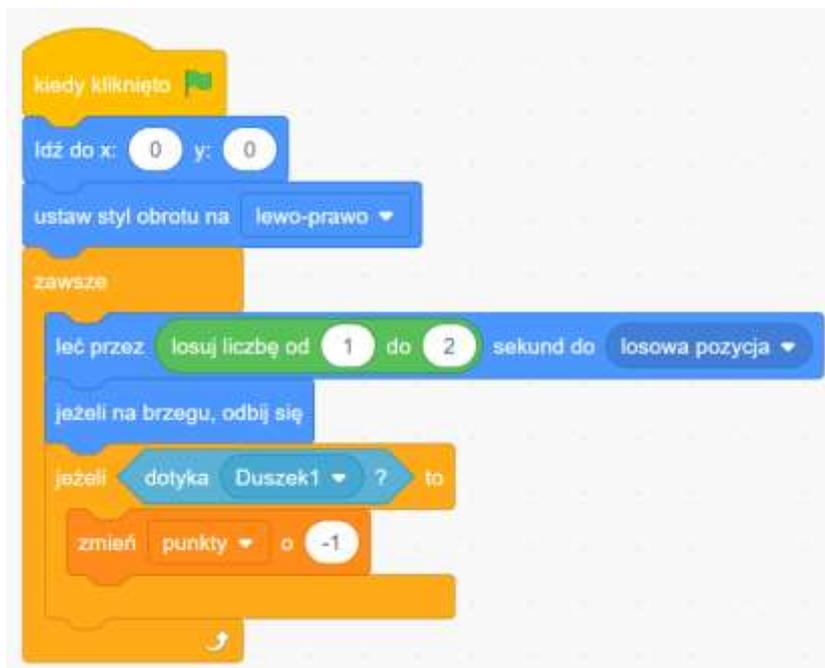 kiedy kliknięto
Idź do x: 0 y: 0
ustaw styl obrotu na lewo-prawo
zawsze
leć przez losuj liczbę od 1 do 2 sekund do losowa pozycja
jeżeli na brzegu, odbij się
jeżeli dotyka Duszek1 ? to
zmień punkty o -1